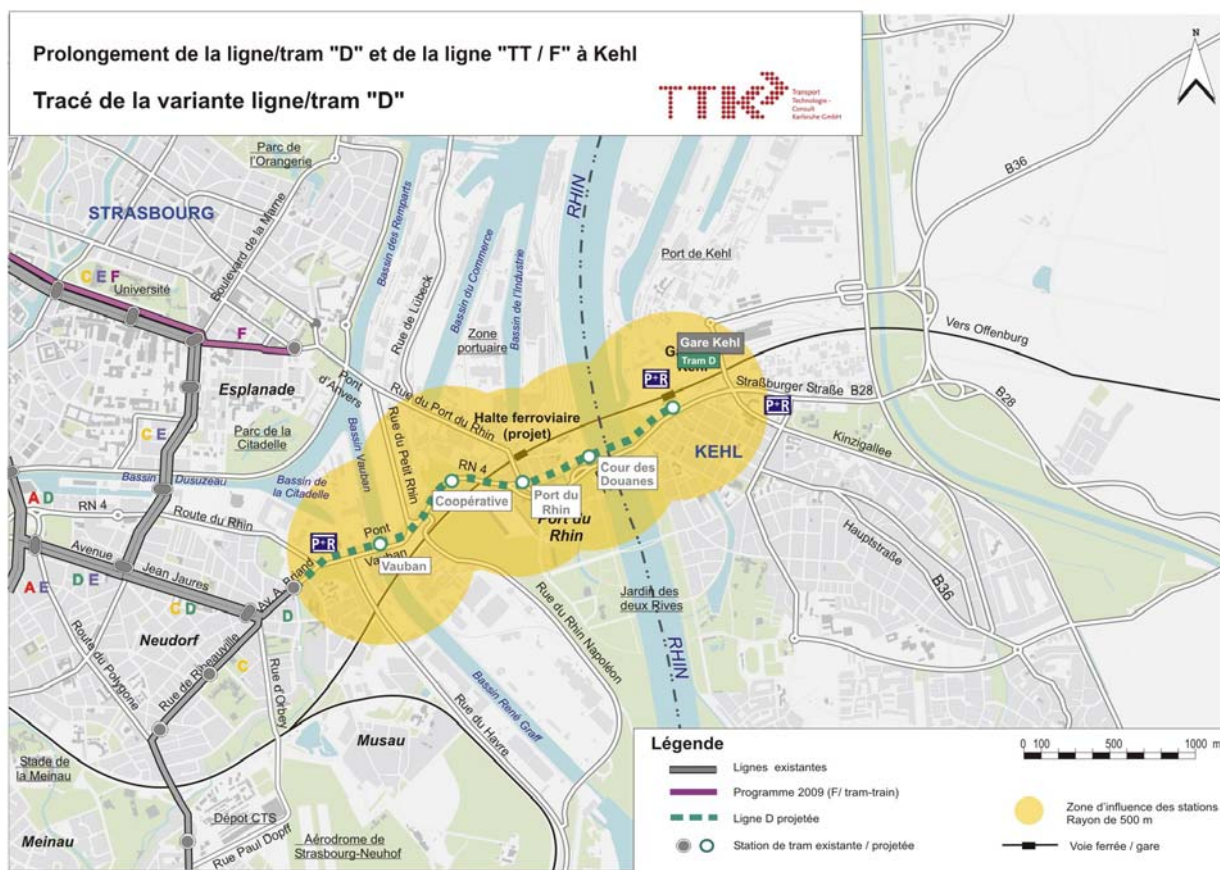 Prolongement de la ligne/tram "D" et de la ligne "TT / F" à Kehl
Tracé de la variante ligne/tram "D"
TTK
Transport
Technologie-
Consult
Karlsruhe GmbH
N
Parc de
l'Orangerie
STRASBOURG
Boulevard de la Marne
Bassin des Remparts
Rue de Lübeck
Bassin du Commerce
Bassin de l'Industrie
RHIN
B36
Port de Kehl
C E F
Université
F
Zone
portuaire
Esplanade
Pont
d'Anvers
Rue du Port du Rhin
Gare Kehl
Tram D
Kehl
Vers Offenburg
P+R
Straßburger Straße B28
P+R
B28
Kinzigallee
C E
Parc de la
Citadelle
Rue du Petit Rhin
Halte ferroviaire
(projet)
KEHL
Bassin Dusuzeau
Bassin de
la Citadelle
Bassin Vauban
RN 4
Coopérative
Port du
Rhin
Cour des
Douanes
Port du
Rhin
A D
RN 4
Route du Rhin
P+R
Pont
Vauban
Vauban
Hauptstraße
B36
Avenue
Jean Jaures
A E
D E
C D
Av. A. Briand
D
Jardin des
deux Rives
Neudorf
Route du Polygone
Rue de Ribeauville
C
Rue d'Orbey
Rue du Rhin Napoléon
RHIN
Bassin René Graff
Rue du Havre
Musau
Stade de
la Meinau
Meinau
Dépôt CTS
Rue Paul Dopff
Aérodrome de
Strasbourg-Neuhof
Légende
Lignes existantes
Programme 2009 (F/ tram-train)
Ligne D projetée
Station de tram existante / projetée
0 100 500 1000 m
Zone d'influence des stations
Rayon de 500 m
Voie ferrée / gare